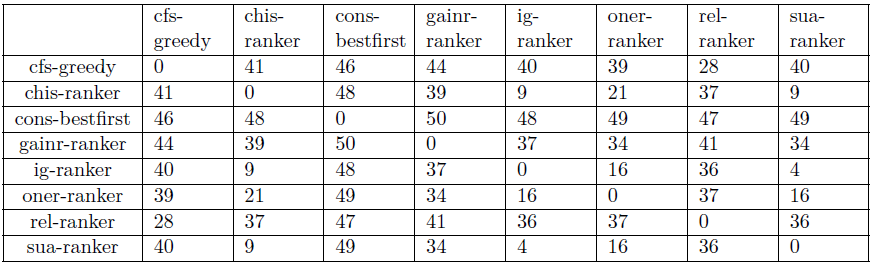 cfs-greedy chis-ranker cons-bestfirst gainr-ranker ig-ranker oner-ranker rel-ranker sua-ranker
cfs-greedy 0 41 46 44 40 39 28 40
chis-ranker 41 0 48 39 9 21 37 9
cons-bestfirst 46 48 0 50 48 49 47 49
gainr-ranker 44 39 50 0 37 34 41 34
ig-ranker 40 9 48 37 0 16 36 4
oner-ranker 39 21 49 34 16 0 37 16
rel-ranker 28 37 47 41 36 37 0 36
sua-ranker 40 9 49 34 4 16 36 0